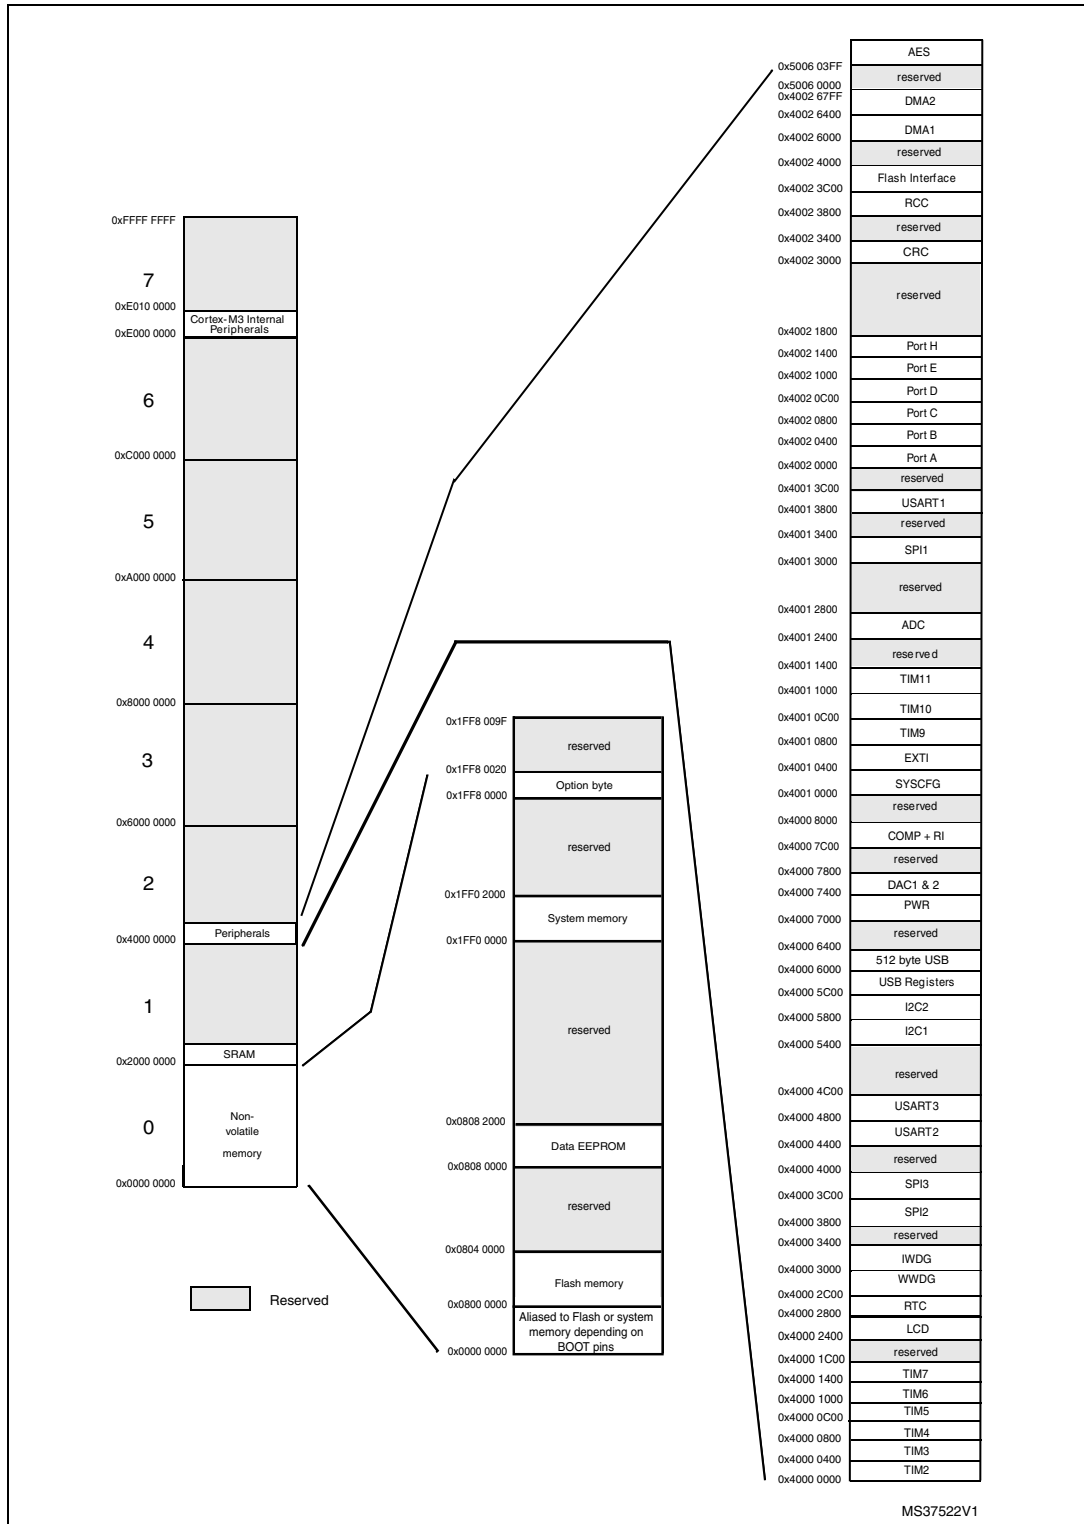 0xFFFF FFFF
7
0xE010 0000
Cortex-M3 Internal
Peripherals
0xE000 0000
6
0xC000 0000
5
0xA000 0000
4
0x8000 0000
3
0x6000 0000
2
Peripherals
0x4000 0000
1
SRAM
0x2000 0000
0
Non-
volatile
memory
0x0000 0000
Reserved
0x1FF8 009F
reserved
0x1FF8 0020
Option byte
0x1FF8 0000
reserved
0x1FF0 2000
System memory
0x1FF0 0000
reserved
0x0808 2000
Data EEPROM
0x0808 0000
reserved
0x0804 0000
Flash memory
0x0800 0000
Aliased to Flash or system
memory depending on
BOOT pins
0x0000 0000
AES
0x5006 03FF
reserved
0x5006 0000
0x4002 67FF
DMA2
0x4002 6400
DMA1
0x4002 6000
reserved
0x4002 4000
Flash Interface
0x4002 3C00
RCC
0x4002 3800
reserved
0x4002 3400
CRC
0x4002 3000
reserved
0x4002 1800
Port H
0x4002 1400
Port E
0x4002 1000
Port D
0x4002 0C00
Port C
0x4002 0800
Port B
0x4002 0400
Port A
0x4002 0000
reserved
0x4001 3C00
USART1
0x4001 3800
reserved
0x4001 3400
SPI1
0x4001 3000
reserved
0x4001 2800
ADC
0x4001 2400
reserved
0x4001 1400
TIM11
0x4001 1000
TIM10
0x4001 0C00
TIM9
0x4001 0800
EXTI
0x4001 0400
SYSCFG
0x4001 0000
reserved
0x4000 8000
COMP + RI
0x4000 7C00
reserved
0x4000 7800
DAC1 & 2
0x4000 7400
PWR
0x4000 7000
reserved
0x4000 6400
512 byte USB
0x4000 6000
USB Registers
0x4000 5C00
I2C2
0x4000 5800
I2C1
0x4000 5400
reserved
0x4000 4C00
USART3
0x4000 4800
USART2
0x4000 4400
reserved
0x4000 4000
SPI3
0x4000 3C00
SPI2
0x4000 3800
reserved
0x4000 3400
IWDG
0x4000 3000
WWDG
0x4000 2C00
RTC
0x4000 2800
LCD
0x4000 2400
reserved
0x4000 1C00
TIM7
0x4000 1400
TIM6
0x4000 1000
TIM5
0x4000 0C00
TIM4
0x4000 0800
TIM3
0x4000 0400
TIM2
0x4000 0000
MS37522V1